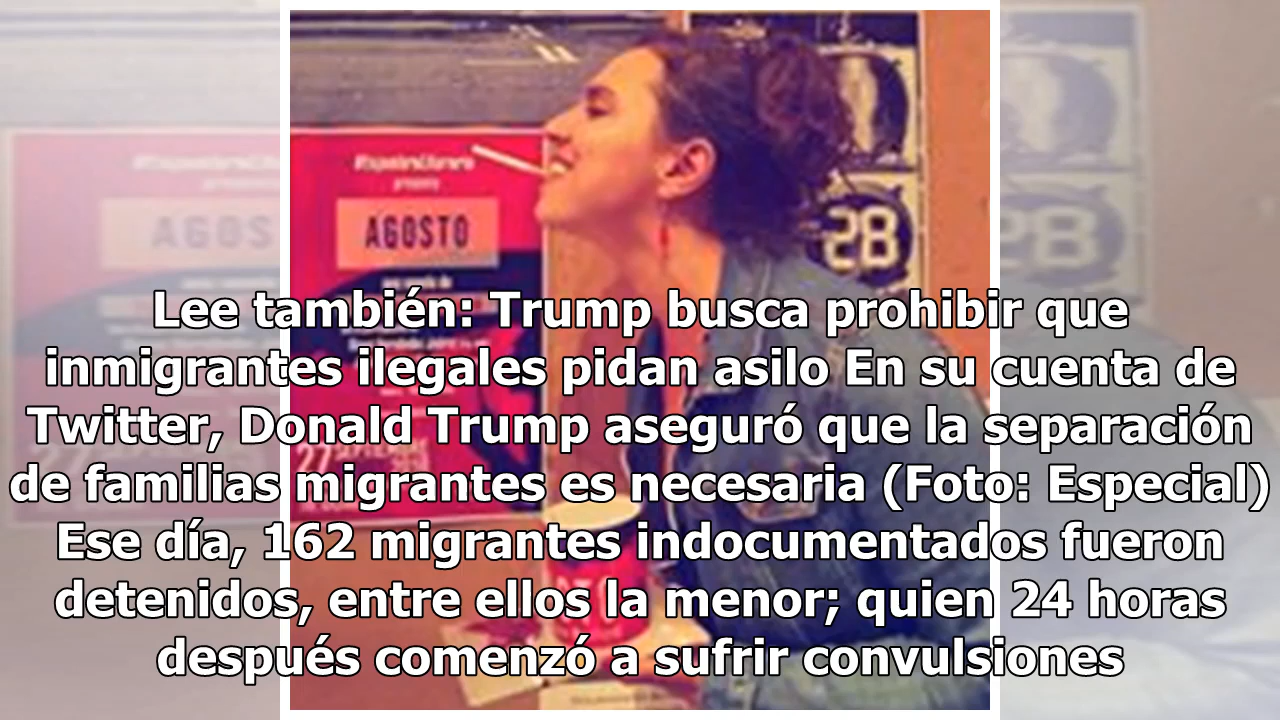 AGOSTO
28
Lee también: Trump busca prohibir que
inmigrantes ilegales pidan asilo En su cuenta de
Twitter, Donald Trump aseguró que la separación
de familias migrantes es necesaria (Foto: Especial)
Ese día, 162 migrantes indocumentados fueron
detenidos, entre ellos la menor; quien 24 horas
después comenzó a sufrir convulsiones
27